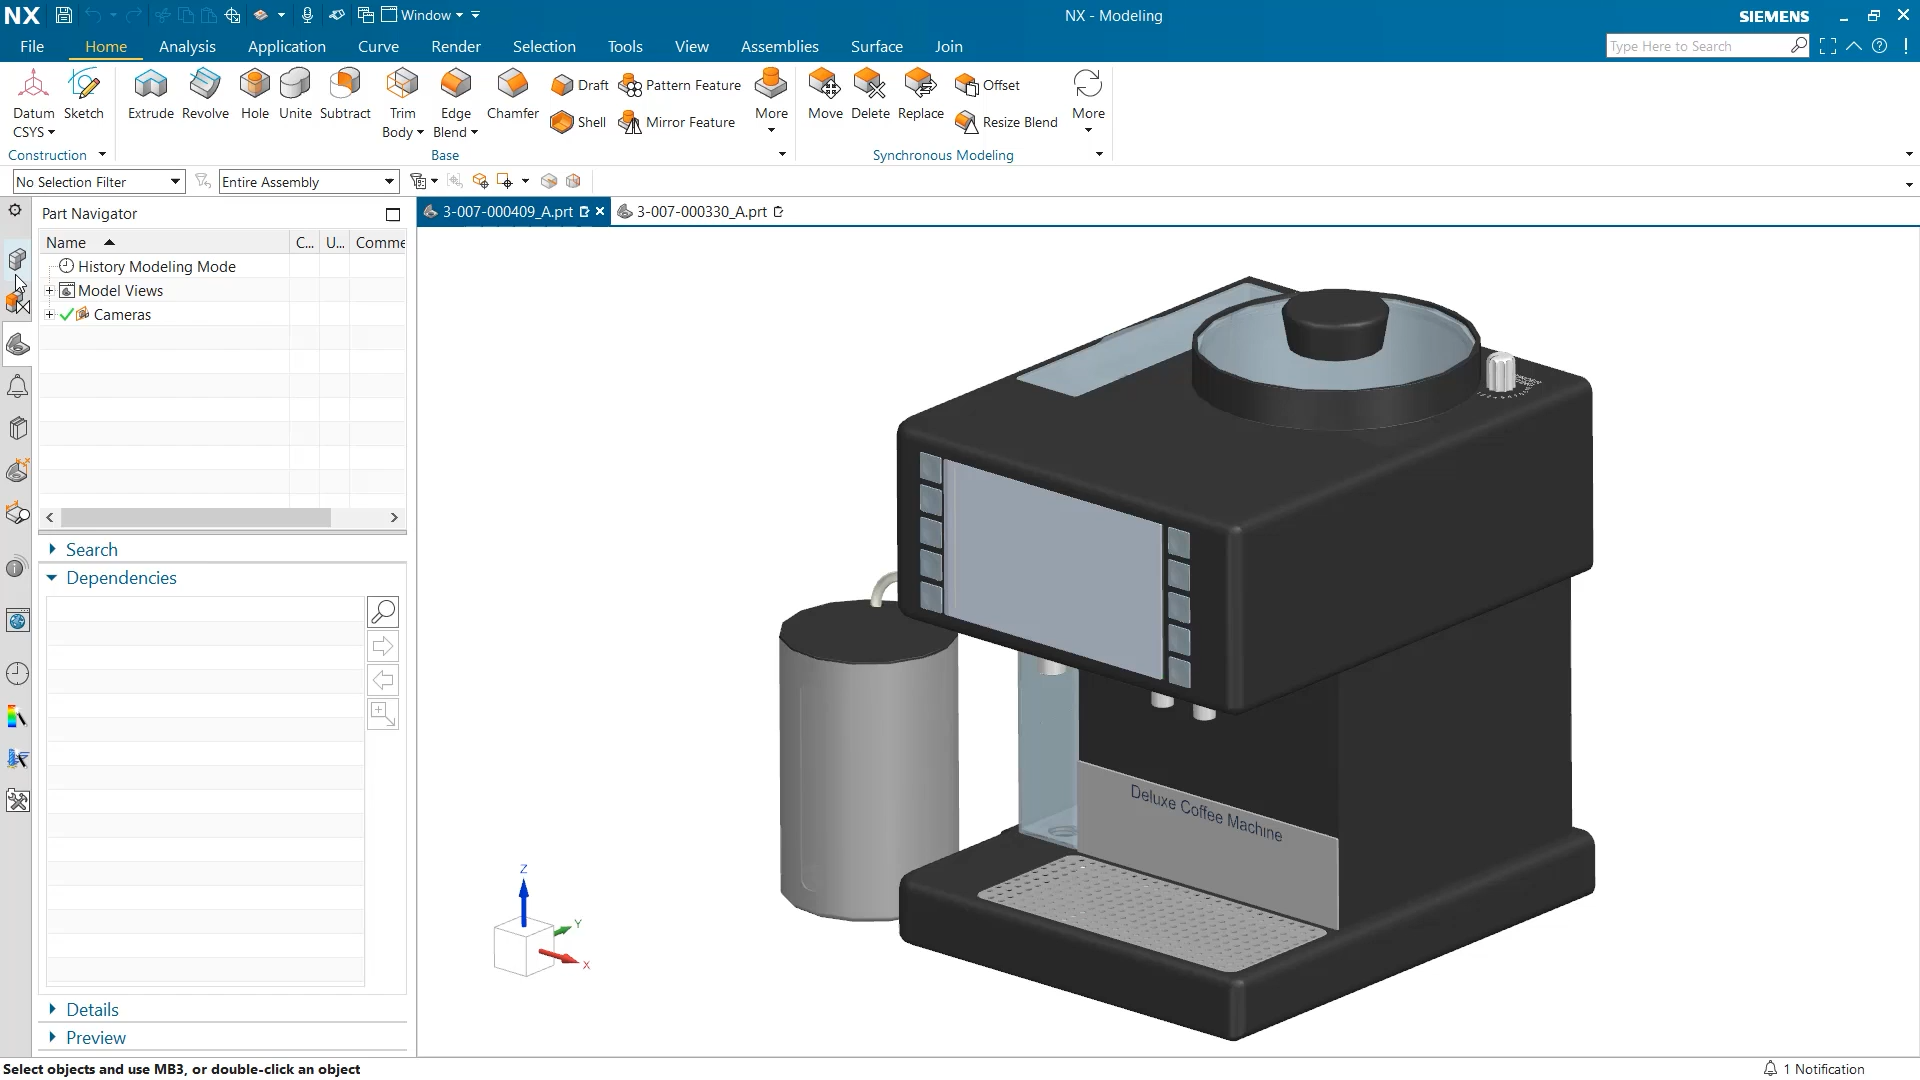 NX
Window
NX - Modeling
SIEMENS
File
Home
Analysis
Application
Curve
Render
Selection
Tools
View
Assemblies
Surface
Join
Type Here to Search
Datum CSYS
Sketch
Extrude
Revolve
Hole
Unite
Subtract
Trim Body
Edge Blend
Chamfer
Draft
Shell
Pattern Feature
Mirror Feature
More
Move
Delete
Replace
Offset
Resize Blend
More
Construction
Base
Synchronous Modeling
No Selection Filter
Entire Assembly
Part Navigator
3-007-000409_A.prt
3-007-000330_A.prt
Name
C...
U...
Comme
History Modeling Mode
Model Views
Cameras
Search
Dependencies
Details
Preview
Deluxe Coffee Machine
Z
Y
X
Select objects and use MB3, or double-click an object
1 Notification